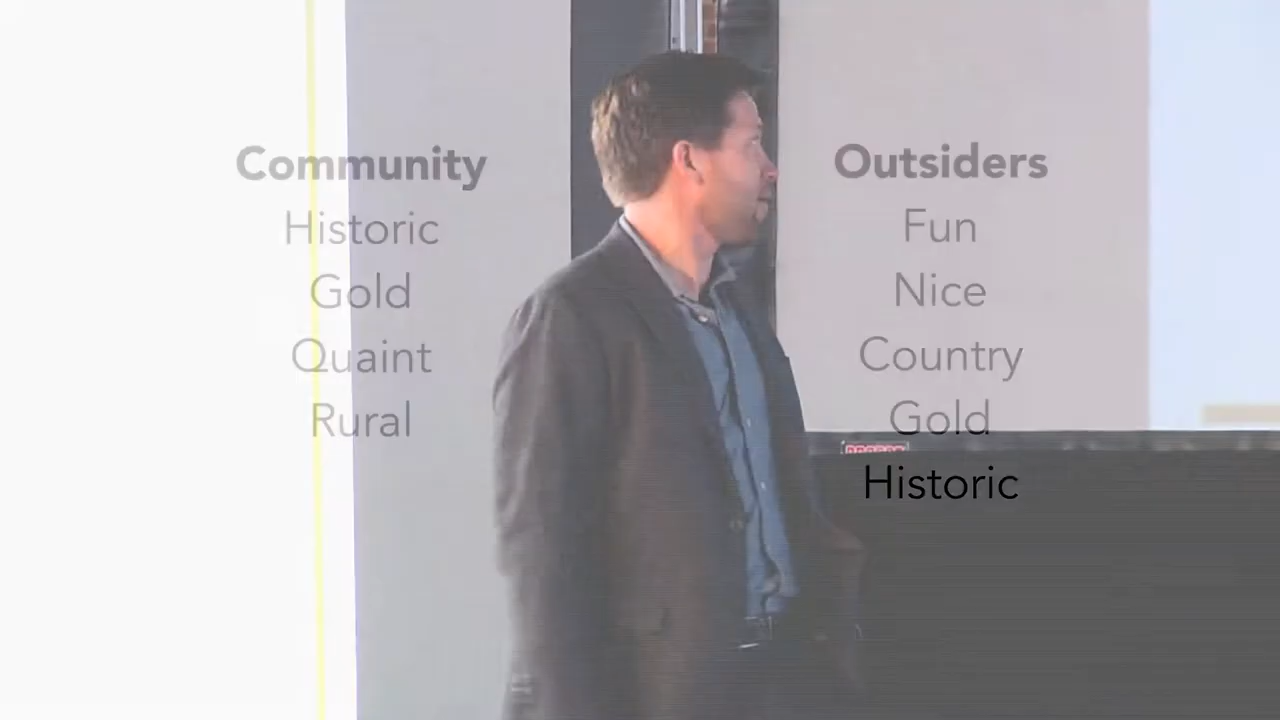 Community
Historic
Gold
Quaint
Rural
Outsiders
Fun
Nice
Country
Gold
Historic